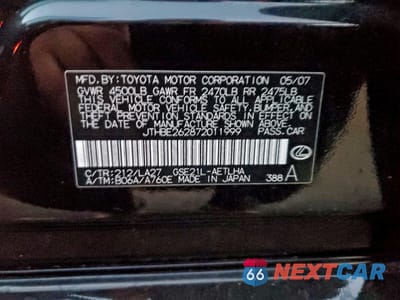 MFD.BY:TOYOTA MOTOR CORPORATION 05/07
GVWR 4500LB GAWR FR 2470LB RR 2475LB
THIS VEHICLE CONFORMS TO ALL APPLICABLE
FEDERAL MOTOR VEHICLE SAFETY,BUMPER,AND
THEFT PREVENTION STANDARDS IN EFFECT ON
THE DATE OF MANUFACTURE SHOWN ABOVE.
JTHBE262872011999 PASS.CAR
C/TR:212/LA27 GSE21L-AETLHA
A/TM:B06A/A760E MADE IN JAPAN 388 A
66 NEXTCAR